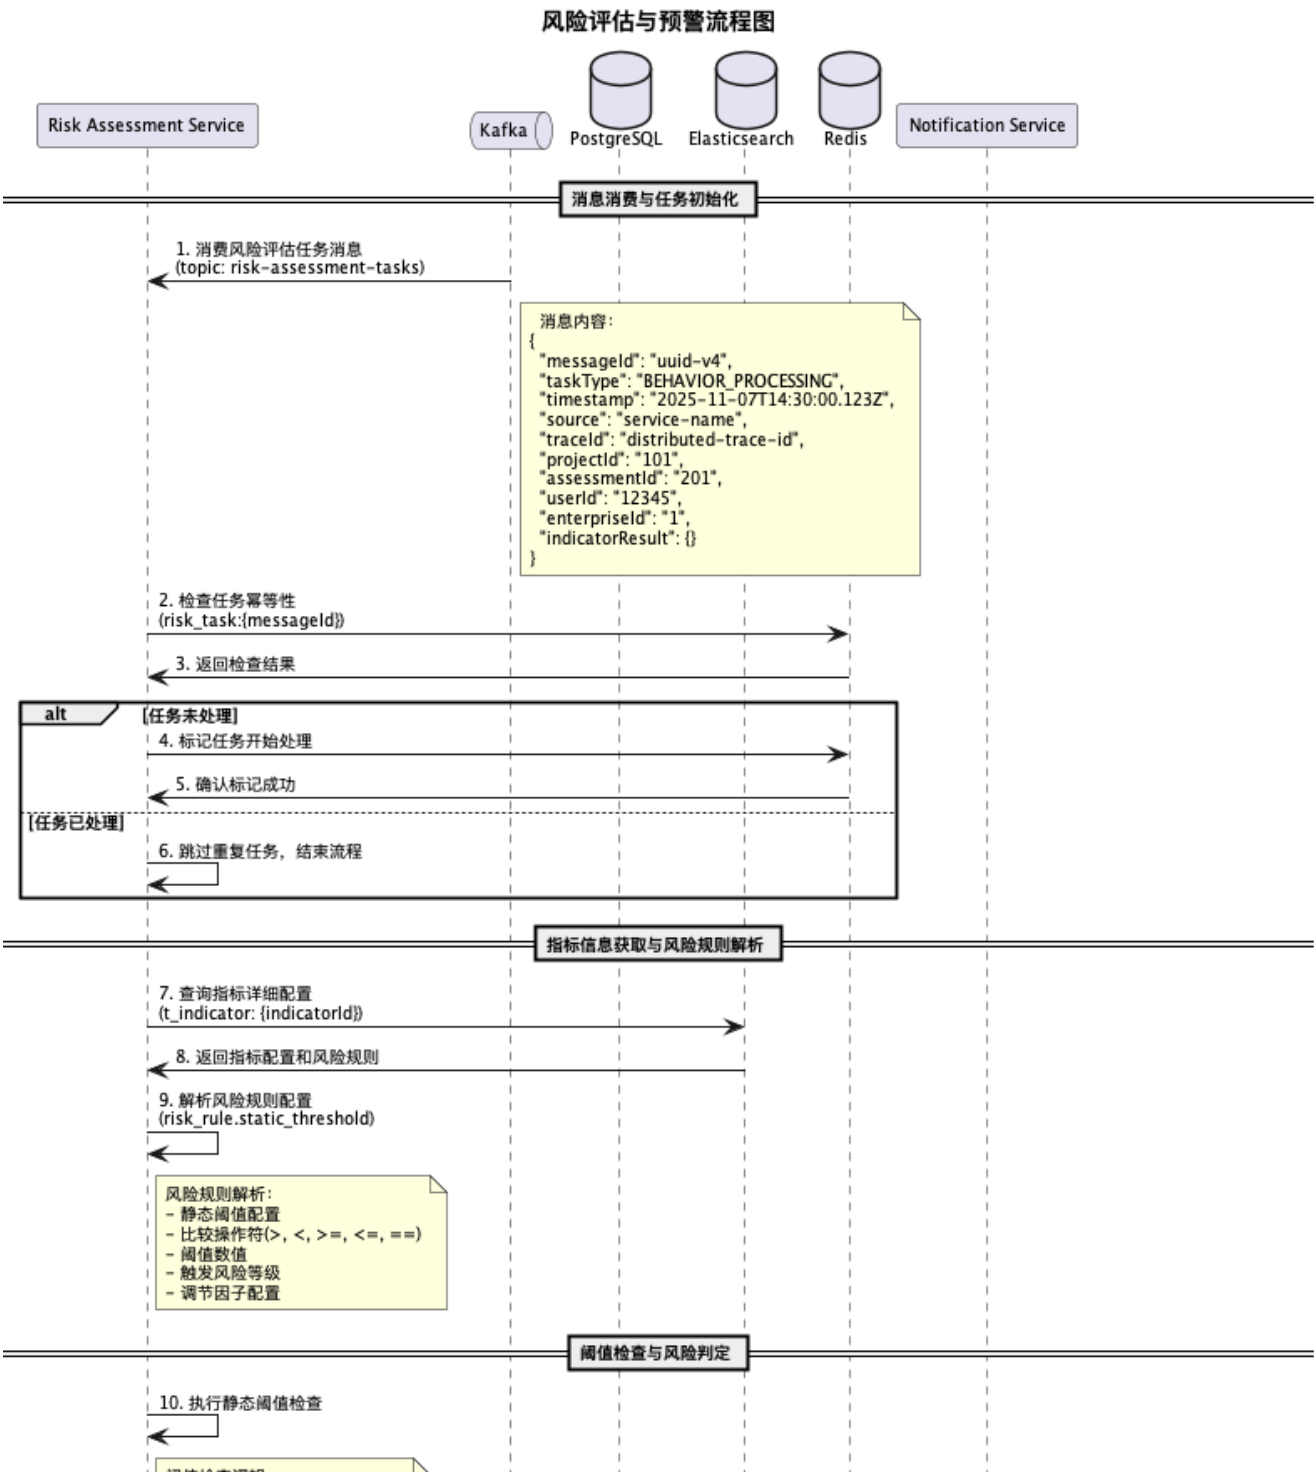 风险评估与预警流程图
Risk Assessment Service
Kafka
PostgreSQL
Elasticsearch
Redis
Notification Service
消息消费与任务初始化
1. 消费风险评估任务消息
(topic: risk-assessment-tasks)
消息内容:
{
"messageId": "uuid-v4",
"taskType": "BEHAVIOR_PROCESSING",
"timestamp": "2025-11-07T14:30:00.123Z",
"source": "service-name",
"traceId": "distributed-trace-id",
"projectId": "101",
"assessmentId": "201",
"userId": "12345",
"enterpriseId": "1",
"indicatorResult": {}
}
2. 检查任务幂等性
(risk_task:{messageId})
3. 返回检查结果
alt
[任务未处理]
4. 标记任务开始处理
5. 确认标记成功
[任务已处理]
6. 跳过重复任务，结束流程
指标信息获取与风险规则解析
7. 查询指标详细配置
(t_indicator: {indicatorId})
8. 返回指标配置和风险规则
9. 解析风险规则配置
(risk_rule.static_threshold)
风险规则解析:
- 静态阈值配置
- 比较操作符(>, <, >=, <=, ==)
- 阈值数值
- 触发风险等级
- 调节因子配置
阈值检查与风险判定
10. 执行静态阈值检查